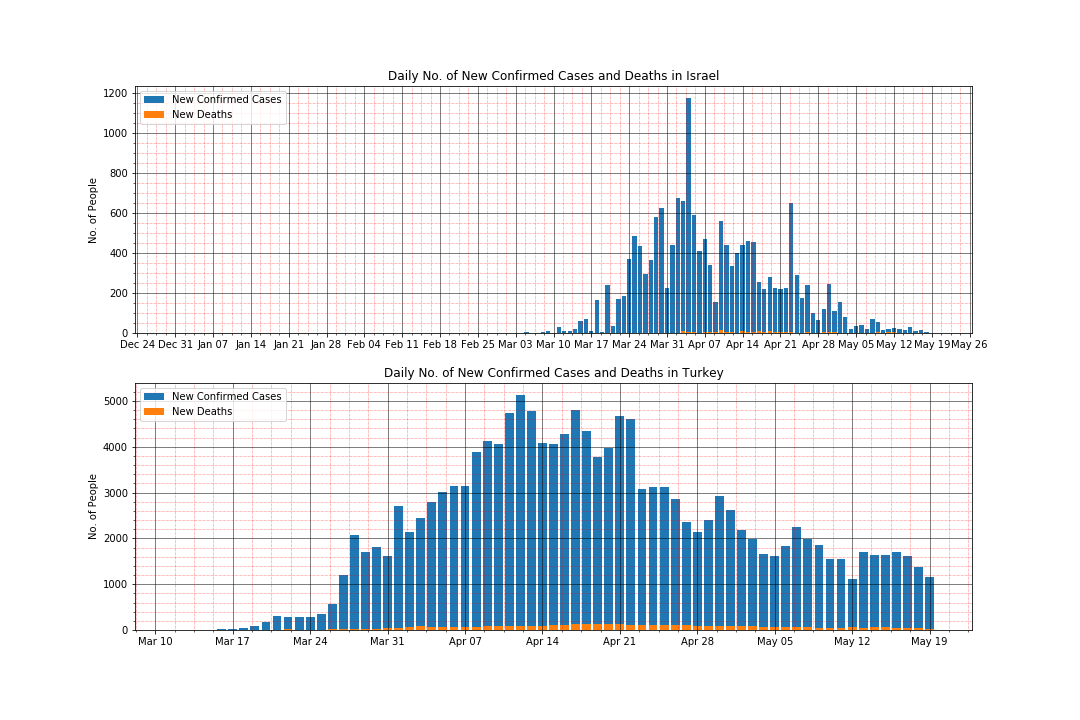 Daily No. of New Confirmed Cases and Deaths in Israel
1200
1000
800
600
400
200
0
No. of People
New Confirmed Cases
New Deaths
Dec 24 Dec 31 Jan 07 Jan 14 Jan 21 Jan 28 Feb 04 Feb 11 Feb 18 Feb 25 Mar 03 Mar 10 Mar 17 Mar 24 Mar 31 Apr 07 Apr 14 Apr 21 Apr 28 May 05 May 12 May 19 May 26
Daily No. of New Confirmed Cases and Deaths in Turkey
5000
4000
3000
2000
1000
0
No. of People
New Confirmed Cases
New Deaths
Mar 10 Mar 17 Mar 24 Mar 31 Apr 07 Apr 14 Apr 21 Apr 28 May 05 May 12 May 19